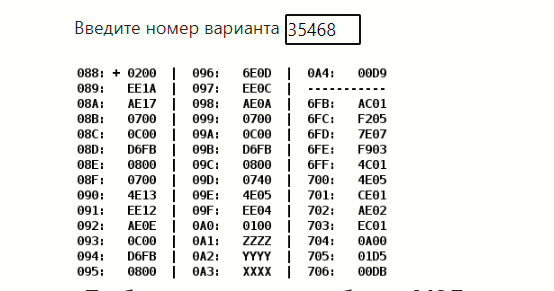 Введите номер варианта 35468
088: + 0200 | 096: 6E0D | 0A4: 00D9
089: EE1A | 097: EE0C | -----------
08A: AE17 | 098: AE0A | 6FB: AC01
08B: 0700 | 099: 0700 | 6FC: F205
08C: 0C00 | 09A: 0C00 | 6FD: 7E07
08D: D6FB | 09B: D6FB | 6FE: F903
08E: 0800 | 09C: 0800 | 6FF: 4C01
08F: 0700 | 09D: 0740 | 700: 4E05
090: 4E13 | 09E: 4E05 | 701: CE01
091: EE12 | 09F: EE04 | 702: AE02
092: AE0E | 0A0: 0100 | 703: EC01
093: 0C00 | 0A1: ZZZZ | 704: 0A00
094: D6FB | 0A2: YYYY | 705: 01D5
095: 0800 | 0A3: XXXX | 706: 00DB